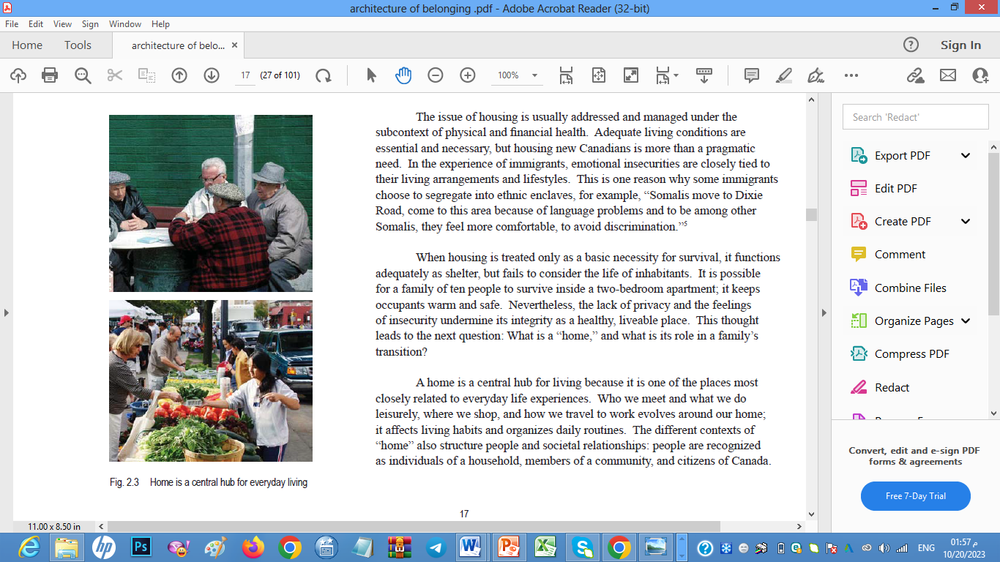 architecture of belonging .pdf - Adobe Acrobat Reader (32-bit)
File Edit View Sign Window Help
Home Tools architecture of belo... × Sign In
17 (27 of 101) 100%
The issue of housing is usually addressed and managed under the
subcontext of physical and financial health. Adequate living conditions are
essential and necessary, but housing new Canadians is more than a pragmatic
need. In the experience of immigrants, emotional insecurities are closely tied to
their living arrangements and lifestyles. This is one reason why some immigrants
choose to segregate into ethnic enclaves, for example, “Somalis move to Dixie
Road, come to this area because of language problems and to be among other
Somalis, they feel more comfortable, to avoid discrimination.”5
When housing is treated only as a basic necessity for survival, it functions
adequately as shelter, but fails to consider the life of inhabitants. It is possible
for a family of ten people to survive inside a two-bedroom apartment; it keeps
occupants warm and safe. Nevertheless, the lack of privacy and the feelings
of insecurity undermine its integrity as a healthy, liveable place. This thought
leads to the next question: What is a “home,” and what is its role in a family’s
transition?
A home is a central hub for living because it is one of the places most
closely related to everyday life experiences. Who we meet and what we do
leisurely, where we shop, and how we travel to work evolves around our home;
it affects living habits and organizes daily routines. The different contexts of
“home” also structure people and societal relationships: people are recognized
as individuals of a household, members of a community, and citizens of Canada.
Fig. 2.3 Home is a central hub for everyday living
17
11.00 x 8.50 in
Search 'Redact'
Export PDF
Edit PDF
Create PDF
Comment
Combine Files
Organize Pages
Compress PDF
Redact
Convert, edit and e-sign PDF
forms & agreements
Free 7-Day Trial
ENG
01:57 م
10/20/2023